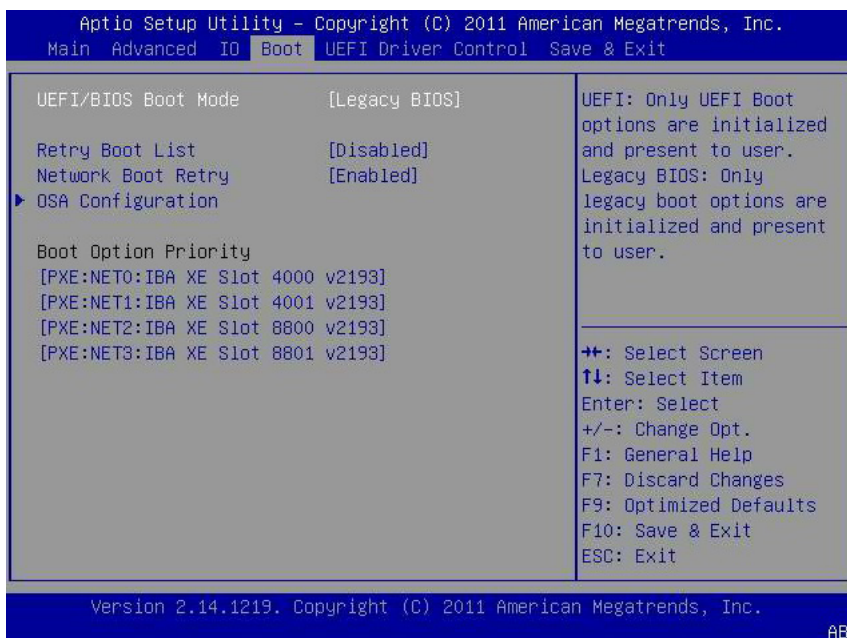 Aptio Setup Utility – Copyright (C) 2011 American Megatrends, Inc.
Main Advanced IO Boot UEFI Driver Control Save & Exit
UEFI/BIOS Boot Mode [Legacy BIOS]
Retry Boot List [Disabled]
Network Boot Retry [Enabled]
OSA Configuration
Boot Option Priority
[PXE:NET0:IBA XE Slot 4000 v2193]
[PXE:NET1:IBA XE Slot 4001 v2193]
[PXE:NET2:IBA XE Slot 8800 v2193]
[PXE:NET3:IBA XE Slot 8801 v2193]
UEFI: Only UEFI Boot
options are initialized
and present to user.
Legacy BIOS: Only
legacy boot options are
initialized and present
to user.
→←: Select Screen
↑↓: Select Item
Enter: Select
+/-: Change Opt.
F1: General Help
F7: Discard Changes
F9: Optimized Defaults
F10: Save & Exit
ESC: Exit
Version 2.14.1219. Copyright (C) 2011 American Megatrends, Inc.
AB